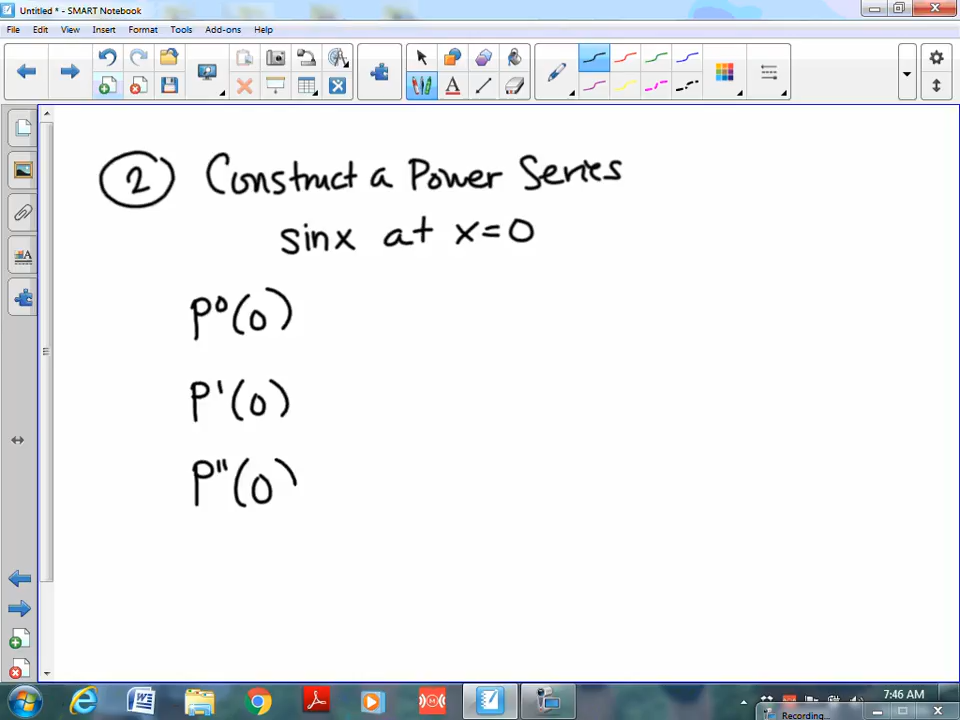 Untitled * - SMART Notebook
File Edit View Insert Format Tools Add-ons Help
② Construct a Power Series
sinx at x=0
P⁰(0)
P'(0)
P"(0)
7:46 AM
Recording...